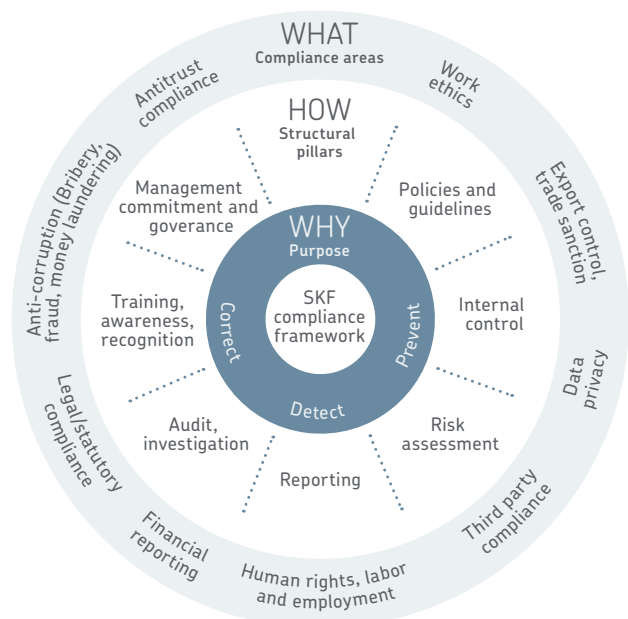 WHAT
Compliance areas
Work
ethics
Export control,
trade sanction
Data
privacy
Third party
compliance
Human rights, labor
and employment
Financial
reporting
Legal/statutory
compliance
Anti-corruption (Bribery,
fraud, money laundering)
Antitrust
compliance
HOW
Structural
pillars
Policies and
guidelines
Internal
control
Risk
assessment
Reporting
Audit,
investigation
Training,
awareness,
recognition
Management
commitment and
goverance
WHY
Purpose
Prevent
Detect
Correct
SKF
compliance
framework